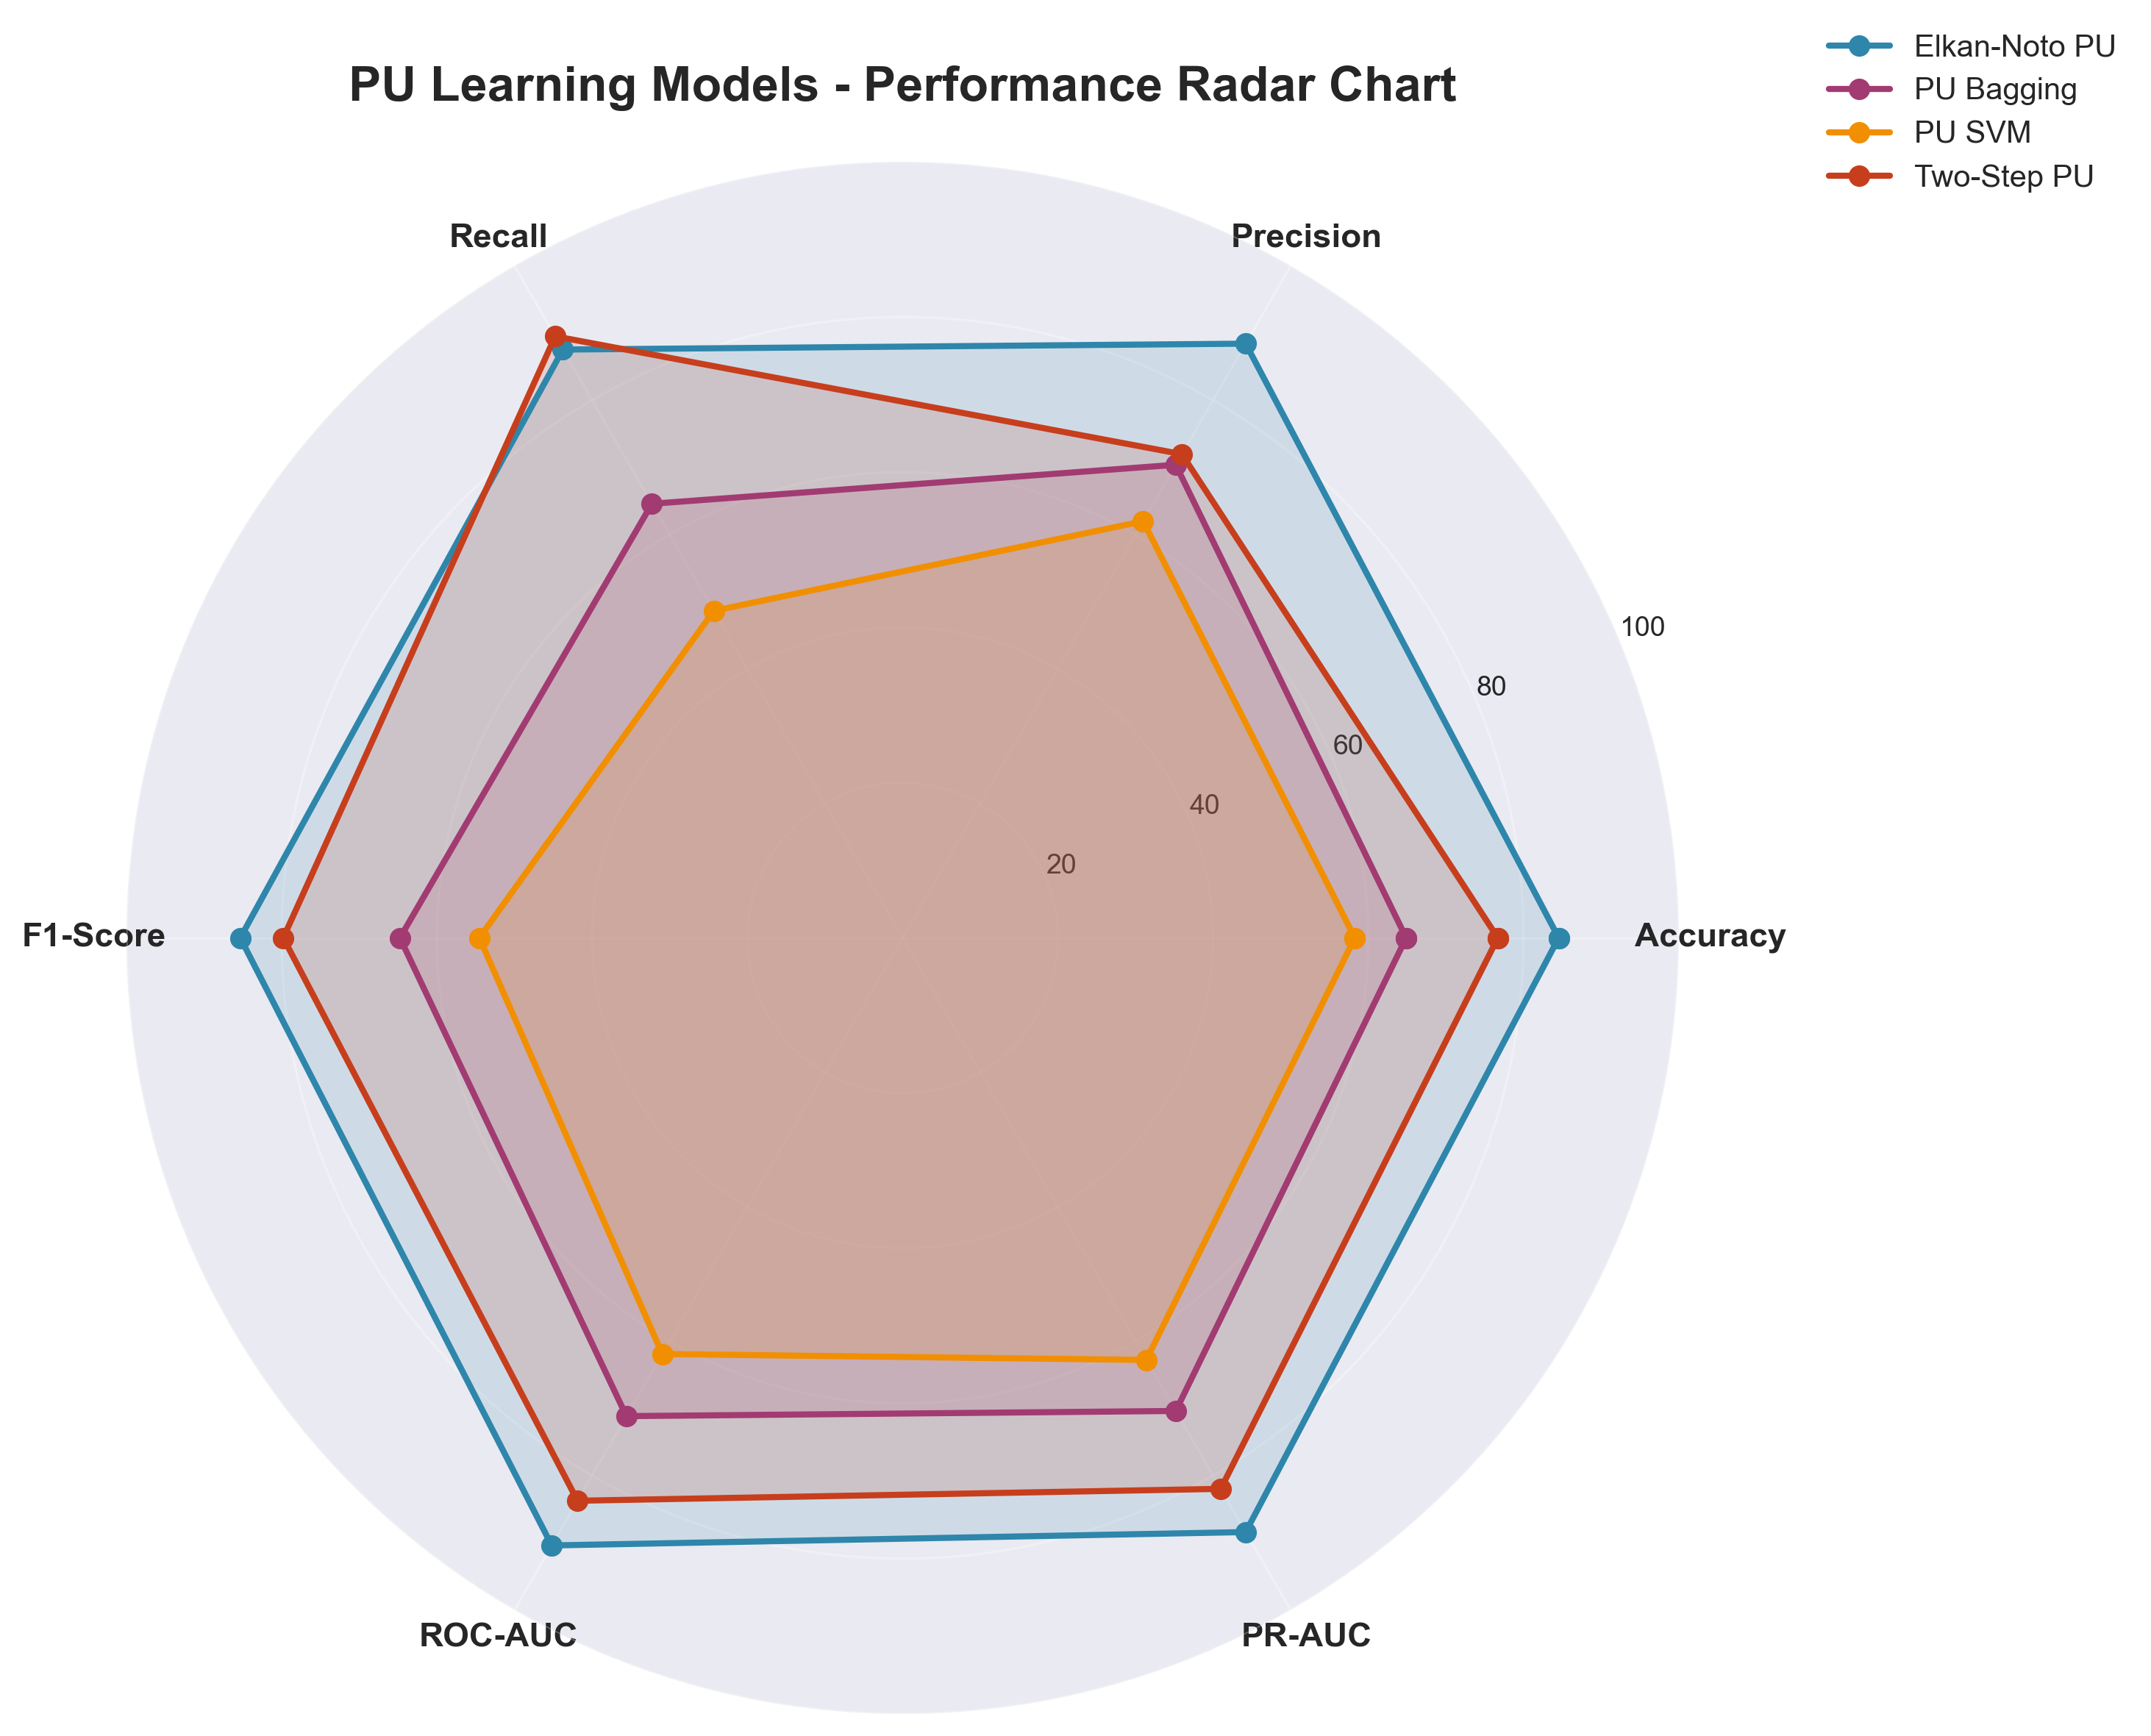 PU Learning Models - Performance Radar Chart
Elkan-Noto PU
PU Bagging
PU SVM
Two-Step PU
Recall
Precision
100
80
60
40
20
F1-Score
Accuracy
ROC-AUC
PR-AUC